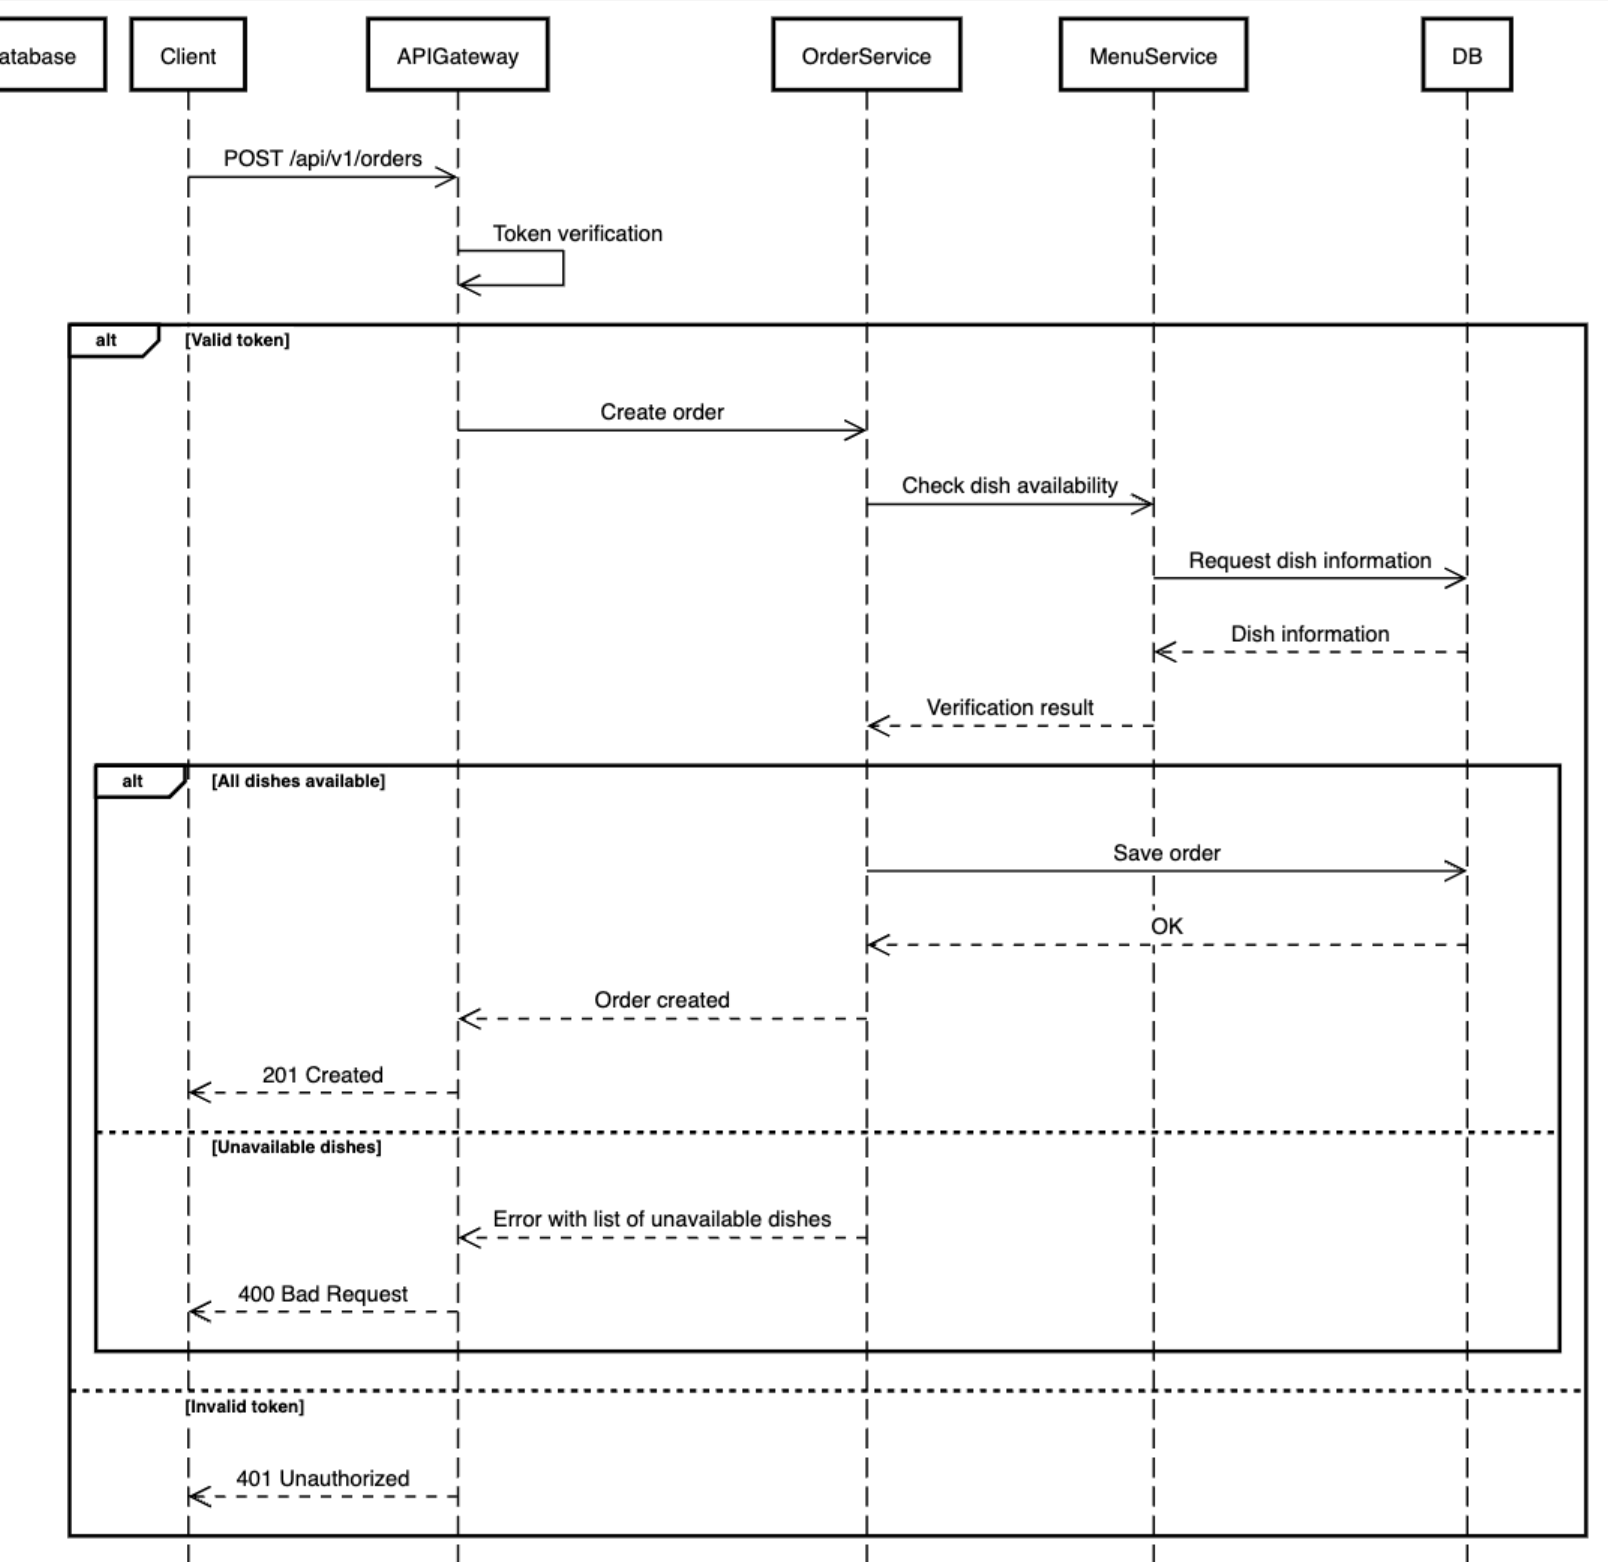 atabase
Client
APIGateway
OrderService
MenuService
DB
POST /api/v1/orders
Token verification
alt
[Valid token]
Create order
Check dish availability
Request dish information
Dish information
Verification result
alt
[All dishes available]
Save order
OK
Order created
201 Created
[Unavailable dishes]
Error with list of unavailable dishes
400 Bad Request
[Invalid token]
401 Unauthorized